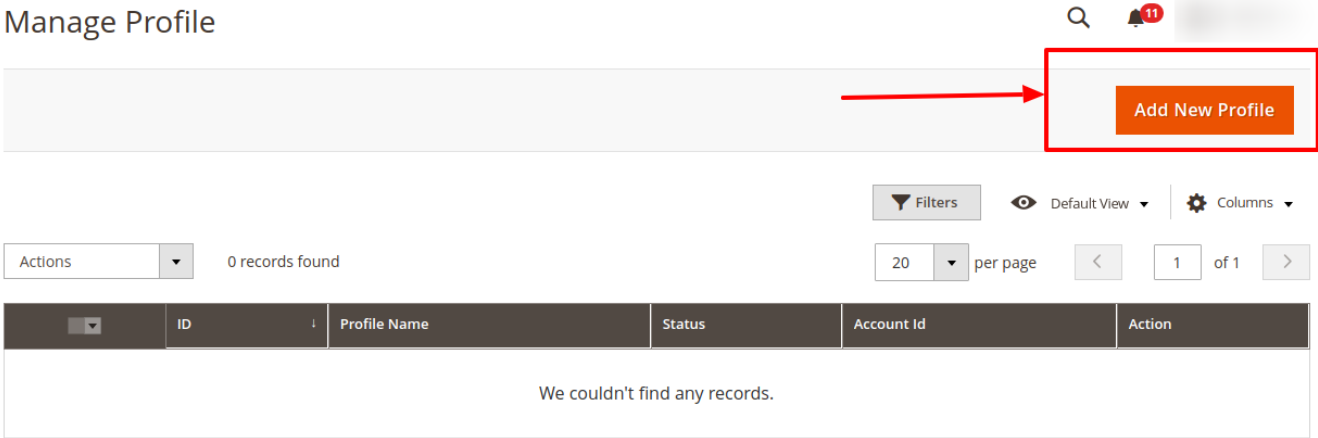 Manage Profile
11
Add New Profile
Filters
Default View
Columns
Actions
0 records found
20
per page
1
of 1
ID
Profile Name
Status
Account Id
Action
We couldn't find any records.